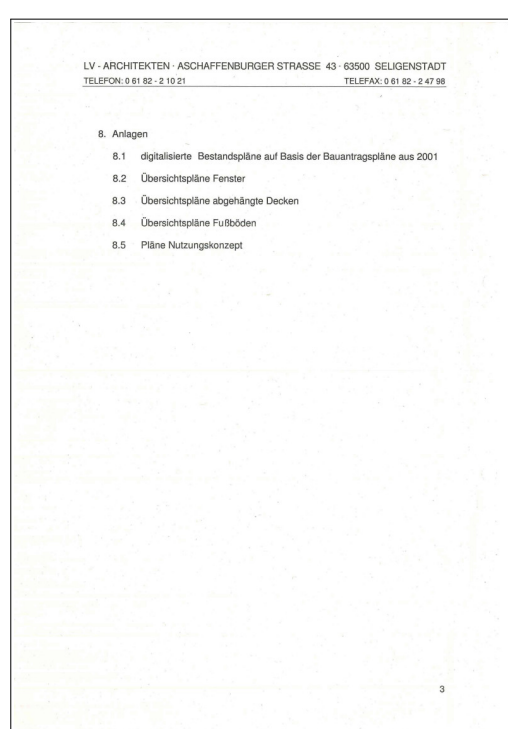 LV - ARCHITEKTEN · ASCHAFFENBURGER STRASSE 43 · 63500 SELIGENSTADT
TELEFON: 0 61 82 - 2 10 21 TELEFAX: 0 61 82 - 2 47 98
8. Anlagen
8.1 digitalisierte Bestandspläne auf Basis der Bauantragspläne aus 2001
8.2 Übersichtspläne Fenster
8.3 Übersichtspläne abgehängte Decken
8.4 Übersichtspläne Fußböden
8.5 Pläne Nutzungskonzept
3